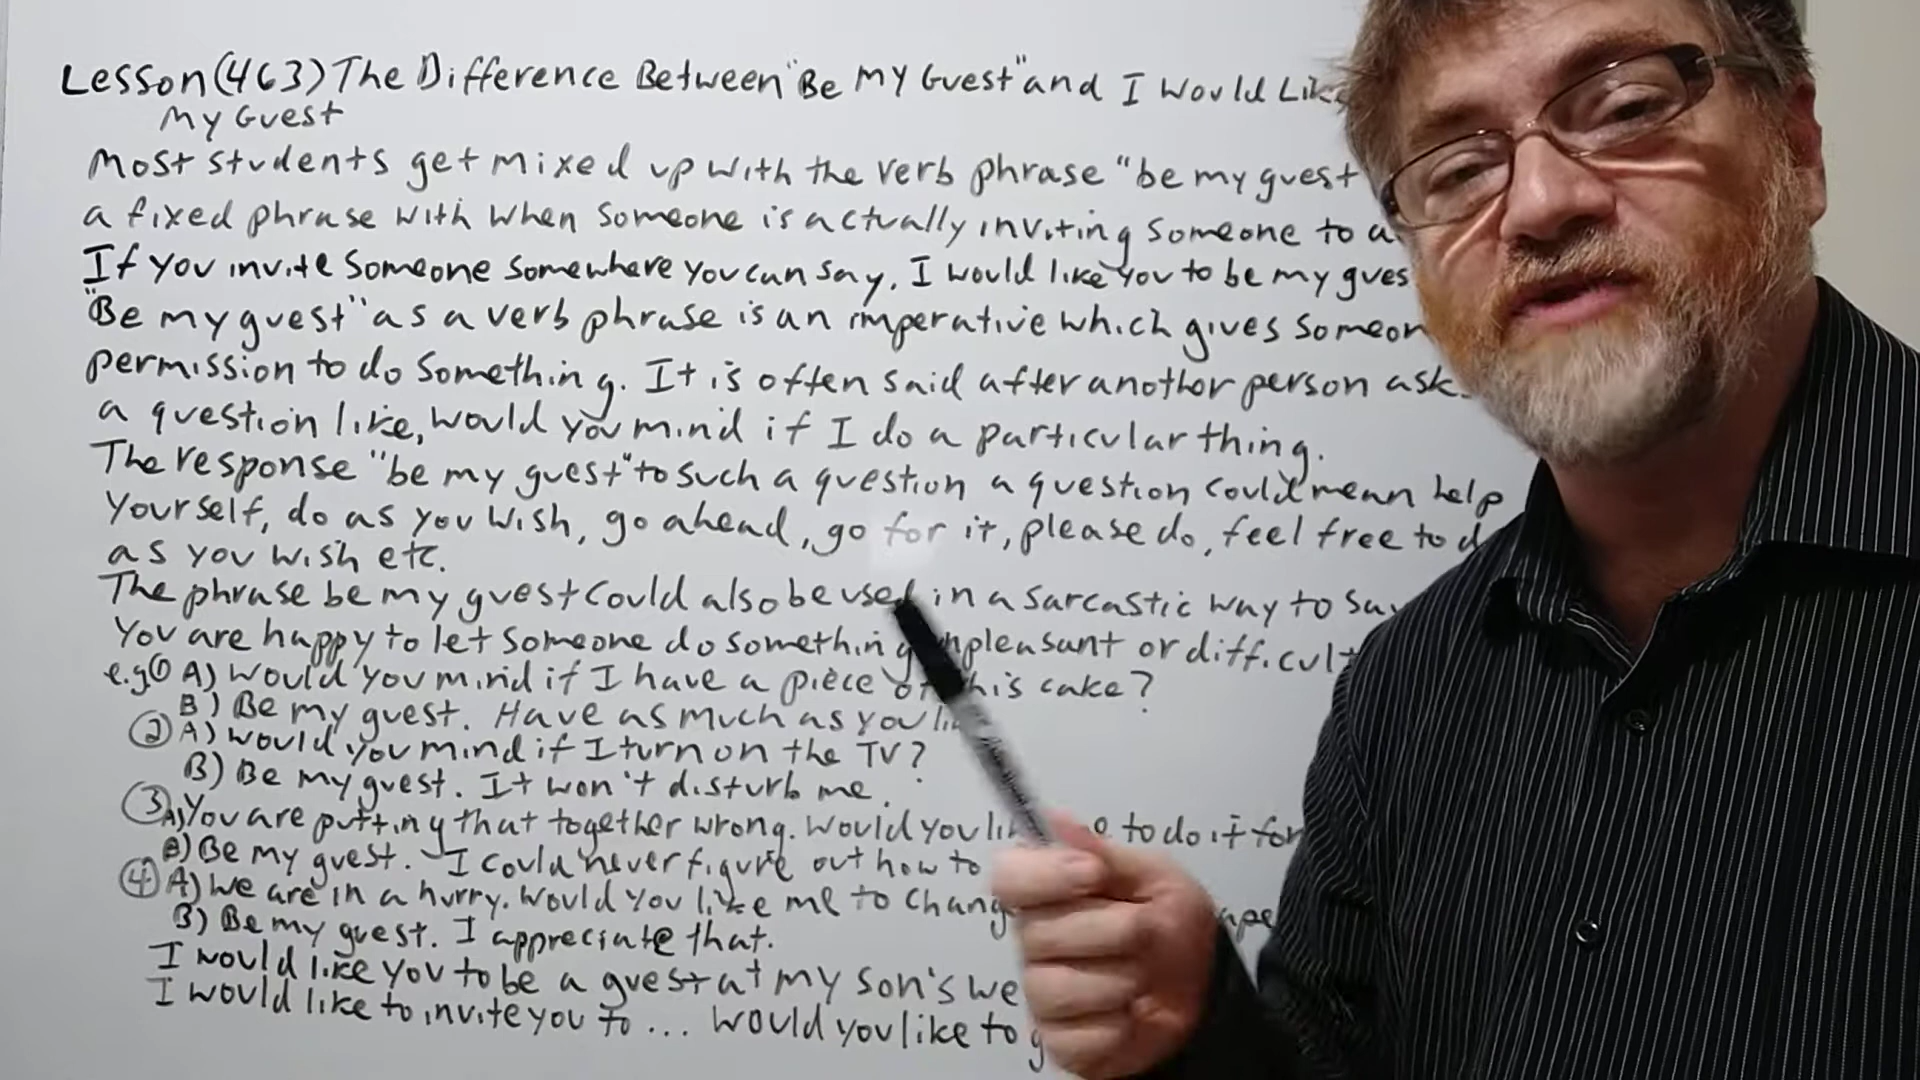 Lesson (463) The Difference Between "Be My Guest" and I Would Like
My Guest
Most students get mixed up with the verb phrase "be my guest
a fixed phrase with when someone is actually inviting someone to a
If you invite someone somewhere you can say, I would like you to be my gues
"Be my guest" as a verb phrase is an imperative which gives someon
permission to do something. It is often said after another person ask
a question like, would you mind if I do a particular thing.
The response "be my guest" to such a question a question could mean help
yourself, do as you wish, go ahead, go for it, please do, feel free to d
as you wish etc.
The phrase be my guest could also be used in a sarcastic way to say
you are happy to let someone do something unpleasant or difficult
e.g① A) Would you mind if I have a piece of this cake?
B) Be my guest. Have as much as you li
② A) Would you mind if I turn on the TV?
B) Be my guest. It won't disturb me.
③ A) You are putting that together wrong. Would you li to do it for
B) Be my guest. I could never figure out how to
④ A) We are in a hurry. Would you like me to chang ape
B) Be my guest. I appreciate that.
I would like you to be a guest at my son's we
I would like to invite you to ... Would you like to g